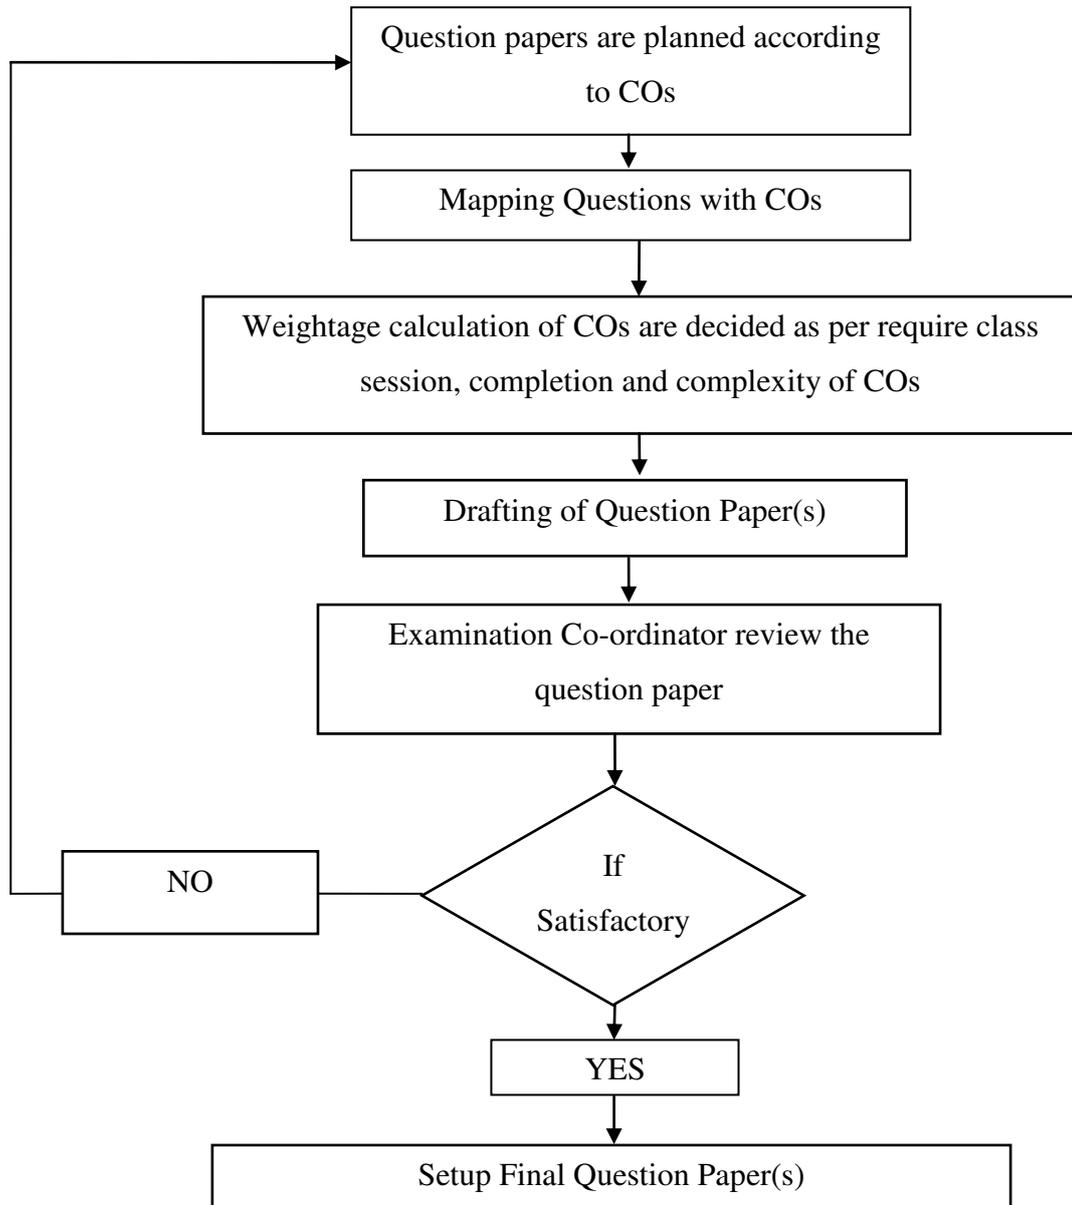 Question papers are planned according
to COs
Mapping Questions with COs
Weightage calculation of COs are decided as per require class
session, completion and complexity of COs
Drafting of Question Paper(s)
Examination Co-ordinator review the
question paper
If
Satisfactory
NO
YES
Setup Final Question Paper(s)